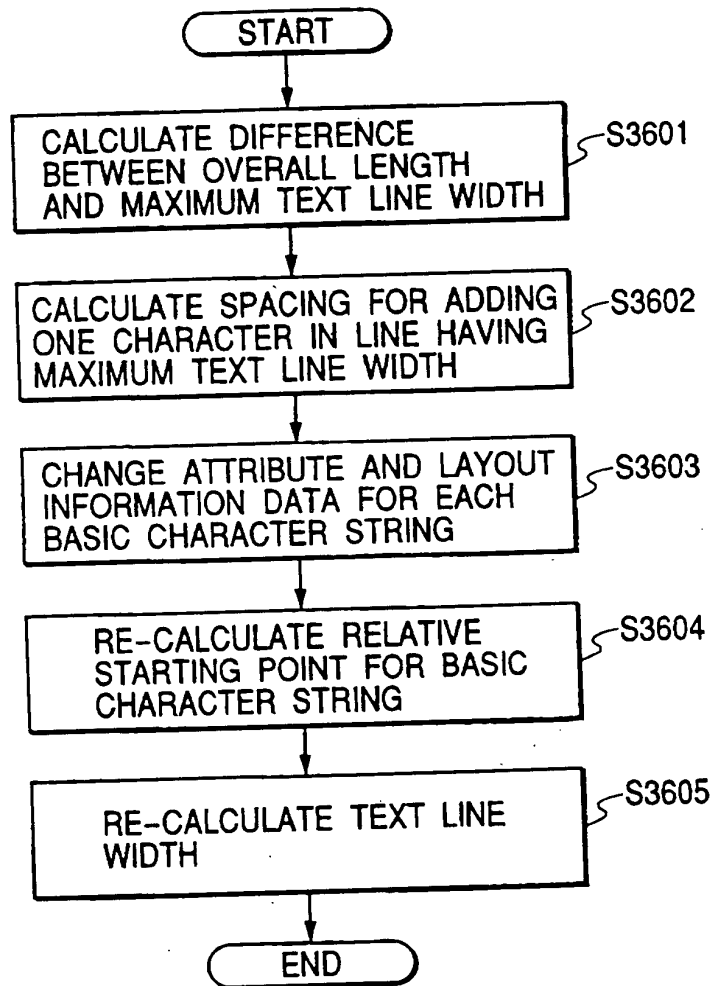 START
CALCULATE DIFFERENCE
BETWEEN OVERALL LENGTH
AND MAXIMUM TEXT LINE WIDTH
S3601
CALCULATE SPACING FOR ADDING
ONE CHARACTER IN LINE HAVING
MAXIMUM TEXT LINE WIDTH
S3602
CHANGE ATTRIBUTE AND LAYOUT
INFORMATION DATA FOR EACH
BASIC CHARACTER STRING
S3603
RE-CALCULATE RELATIVE
STARTING POINT FOR BASIC
CHARACTER STRING
S3604
RE-CALCULATE TEXT LINE
WIDTH
S3605
END